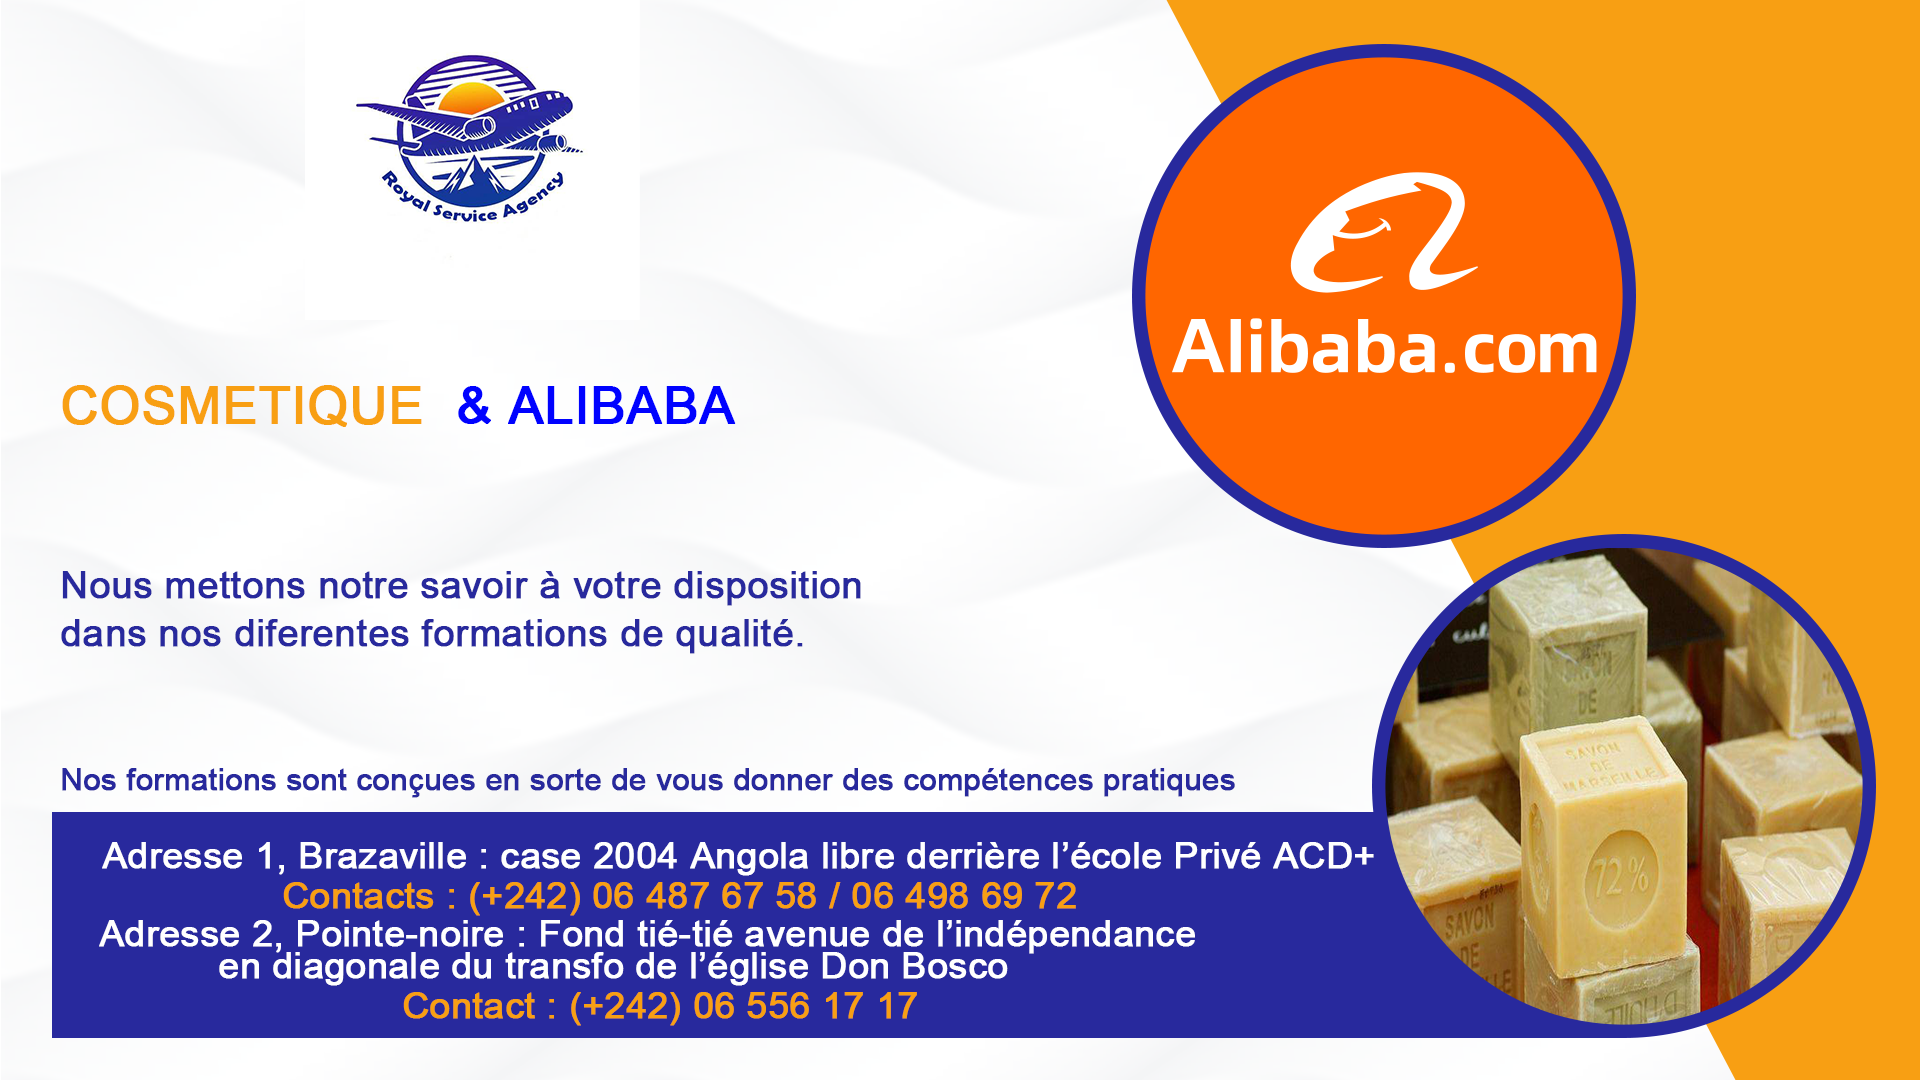 Royal Service Agency
Alibaba.com
COSMETIQUE & ALIBABA
Nous mettons notre savoir à votre disposition
dans nos diferentes formations de qualité.
Nos formations sont conçues en sorte de vous donner des compétences pratiques
Adresse 1, Brazaville : case 2004 Angola libre derrière l’école Privé ACD+
Contacts : (+242) 06 487 67 58 / 06 498 69 72
Adresse 2, Pointe-noire : Fond tié-tié avenue de l’indépendance
en diagonale du transfo de l’église Don Bosco
Contact : (+242) 06 556 17 17
SAVON
DE
SAVON
DE
MARSEILLE
72%
SAVON
DE